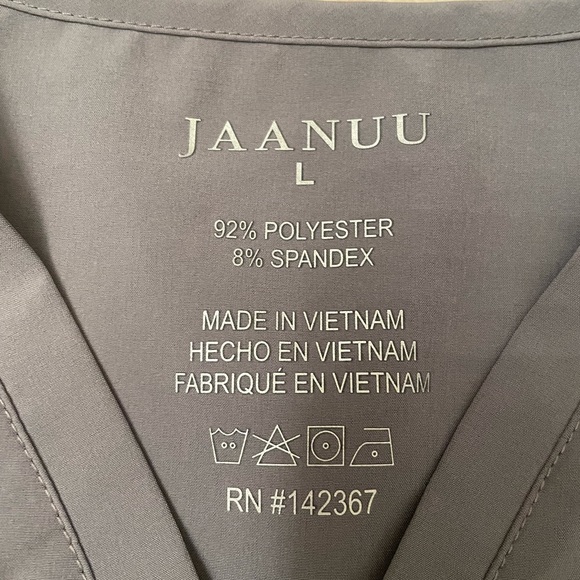 JAANUU
L
92% POLYESTER
8% SPANDEX
MADE IN VIETNAM
HECHO EN VIETNAM
FABRIQUÉ EN VIETNAM
RN #142367